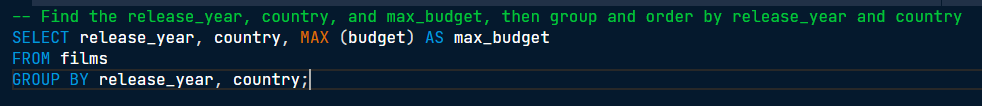 -- Find the release_year, country, and max_budget, then group and order by release_year and country
SELECT release_year, country, MAX (budget) AS max_budget
FROM films
GROUP BY release_year, country;